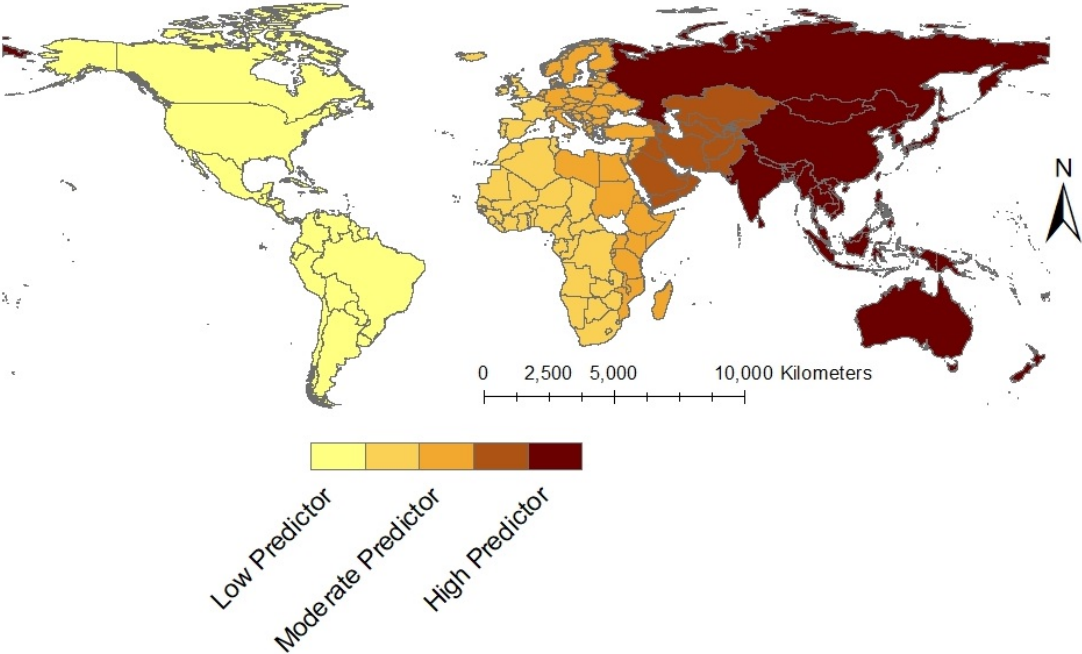 N
0 2,500 5,000 10,000 Kilometers
Low Predictor
Moderate Predictor
High Predictor